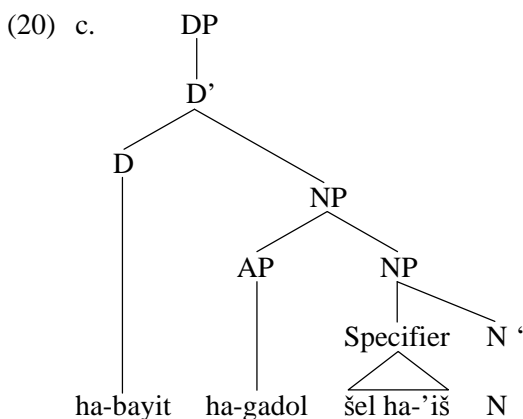 (20) c. DP
D’
D
NP
AP NP
Specifier N ‘
ha-bayit ha-gadol šel ha-’iš N